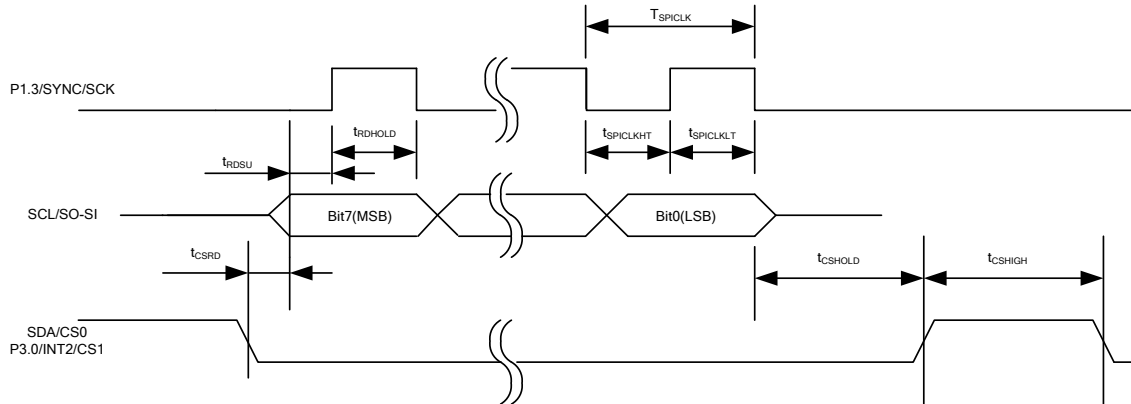 TSPICLK
P1.3/SYNC/SCK
tRDHOLD
tSPICLKHT
tSPICLKLT
tRDSU
SCL/SO-SI
Bit7(MSB)
Bit0(LSB)
tCSRD
tCSHOLD
tCSHIGH
SDA/CS0
P3.0/INT2/CS1